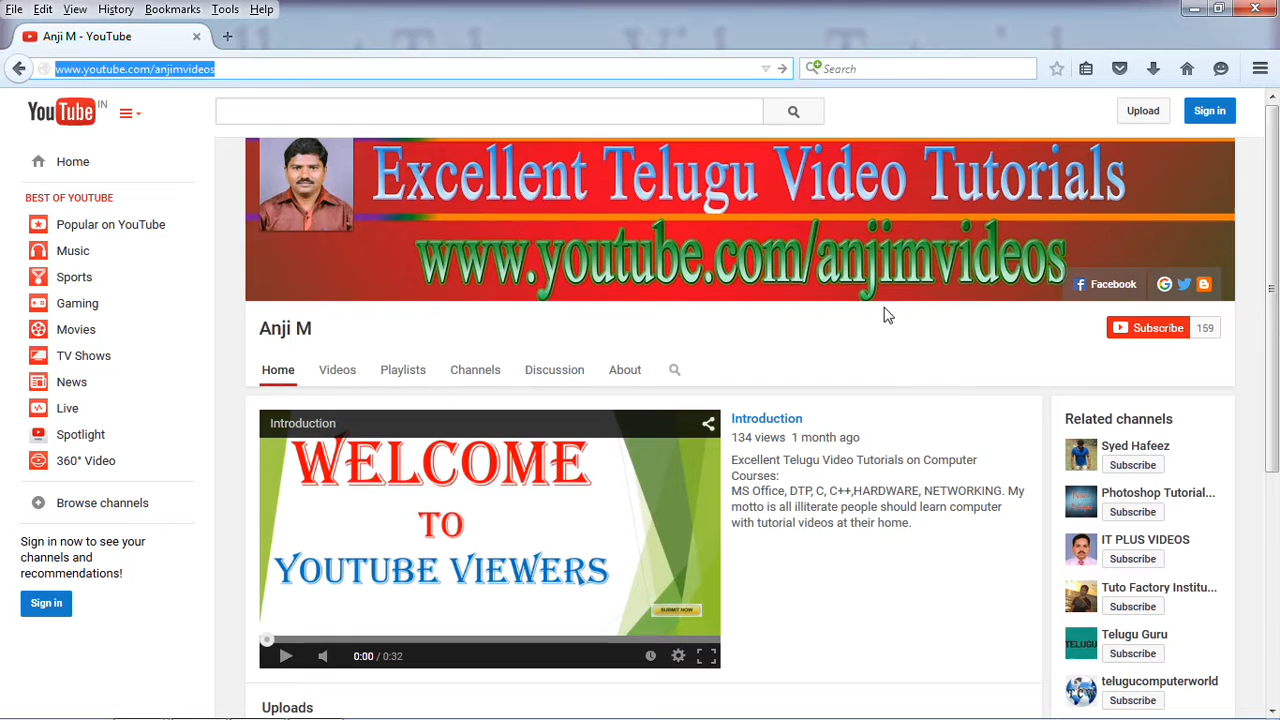 File Edit View History Bookmarks Tools Help
Anji M - YouTube
www.youtube.com/anjimvideos
Search
YouTube IN
Upload
Sign in
Home
BEST OF YOUTUBE
Popular on YouTube
Music
Sports
Gaming
Movies
TV Shows
News
Live
Spotlight
360° Video
Browse channels
Sign in now to see your
channels and
recommendations!
Sign in
Excellent Telugu Video Tutorials
www.youtube.com/anjimvideos
Facebook
Anji M
Subscribe 159
Home Videos Playlists Channels Discussion About
Introduction
WELCOME
TO
YOUTUBE VIEWERS
SUBMIT NOW
0:00 / 0:32
Introduction
134 views 1 month ago
Excellent Telugu Video Tutorials on Computer
Courses:
MS Office, DTP, C, C++,HARDWARE, NETWORKING. My
motto is all illiterate people should learn computer
with tutorial videos at their home.
Uploads
Related channels
Syed Hafeez
Subscribe
Photoshop Tutorial...
Subscribe
IT PLUS VIDEOS
Subscribe
Tuto Factory Institu...
Subscribe
Telugu Guru
Subscribe
TELUGU
telugucomputerworld
Subscribe